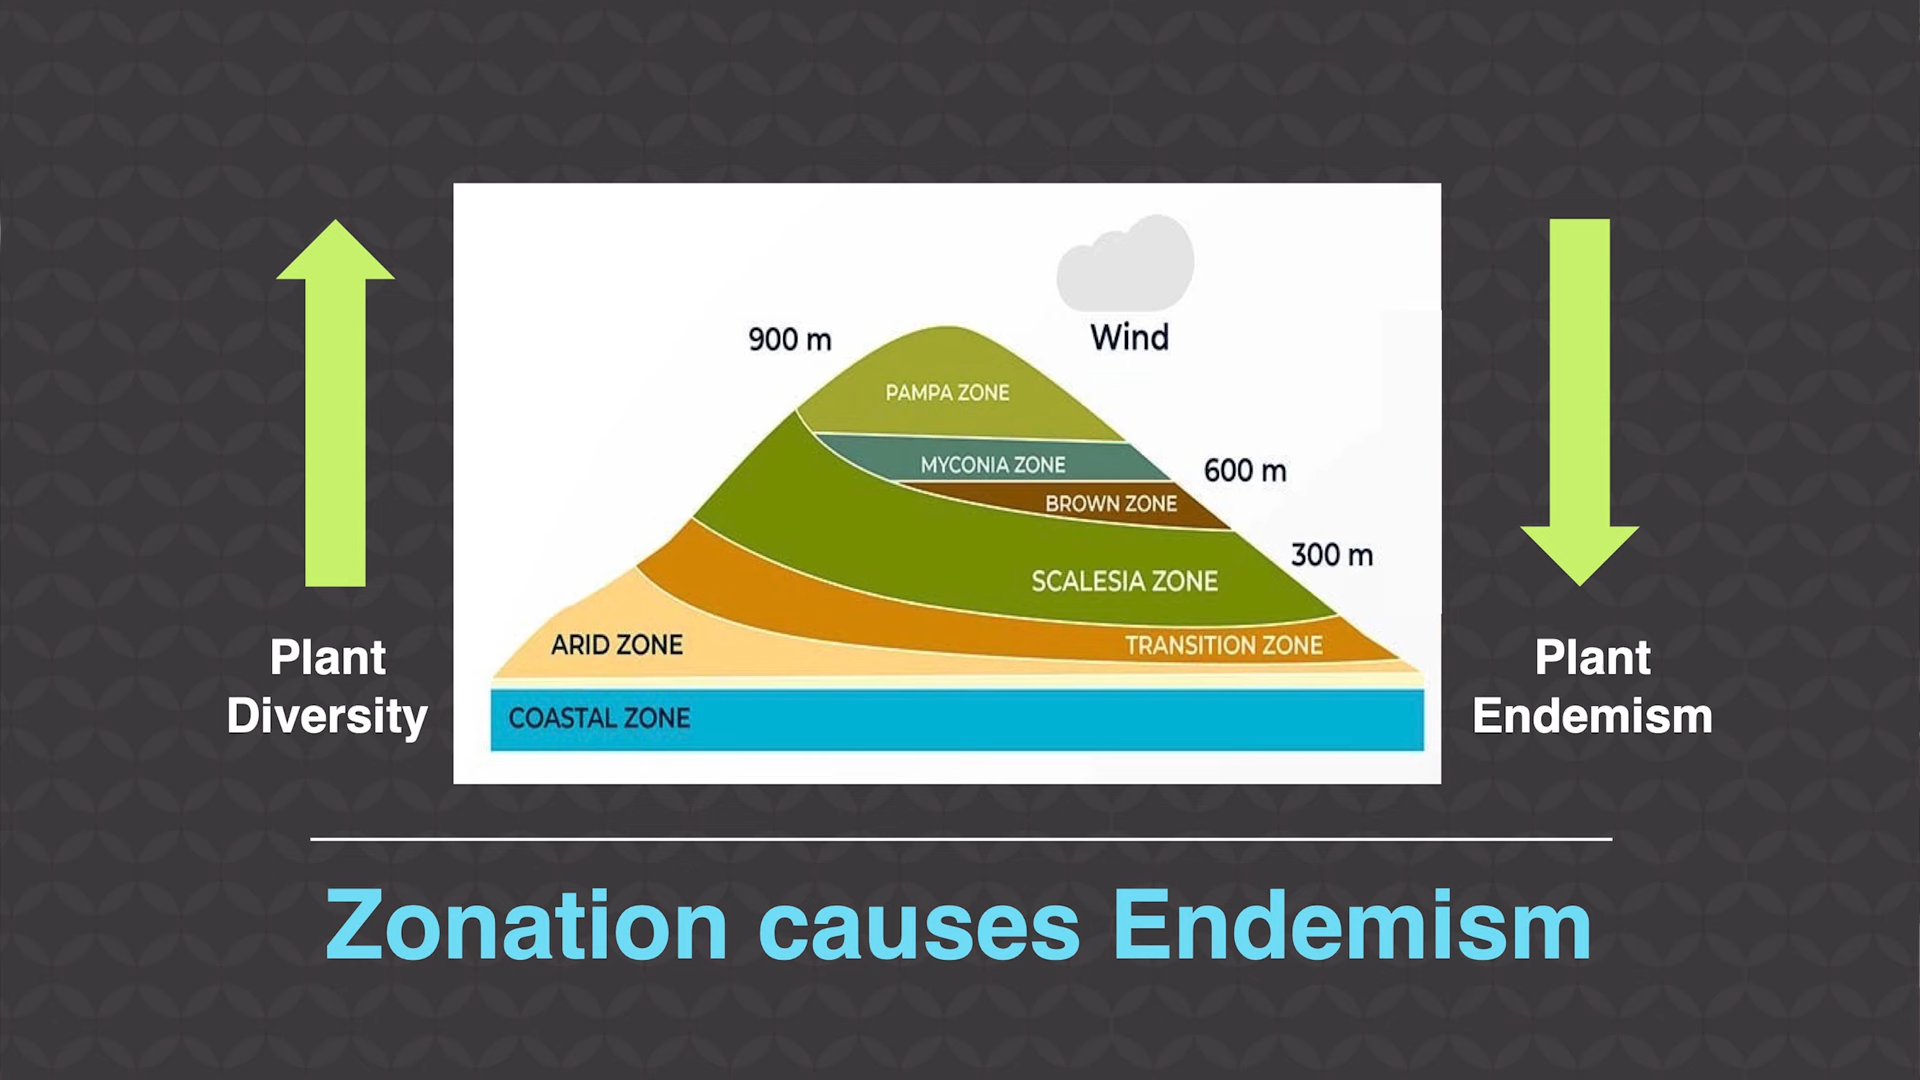 Wind
900 m
PAMPA ZONE
MYCONIA ZONE
600 m
BROWN ZONE
300 m
SCALESIA ZONE
ARID ZONE
TRANSITION ZONE
COASTAL ZONE
Plant
Diversity
Plant
Endemism
Zonation causes Endemism